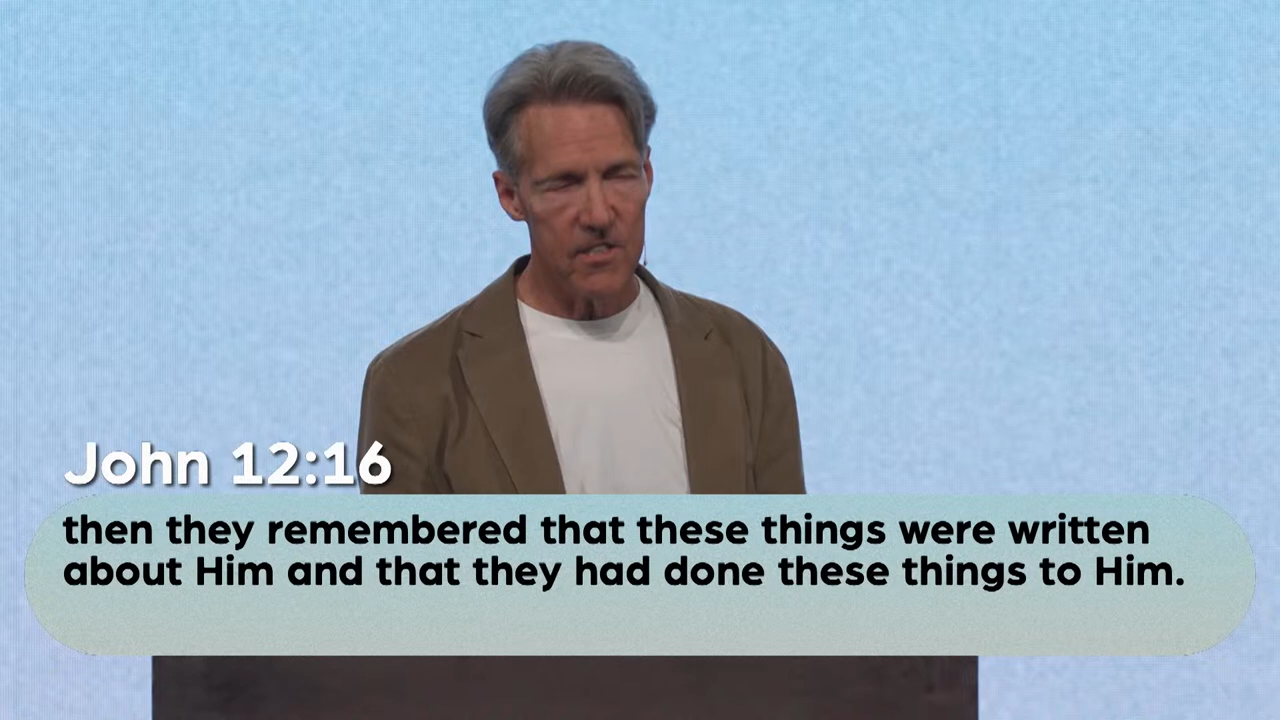 John 12:16
then they remembered that these things were written
about Him and that they had done these things to Him.